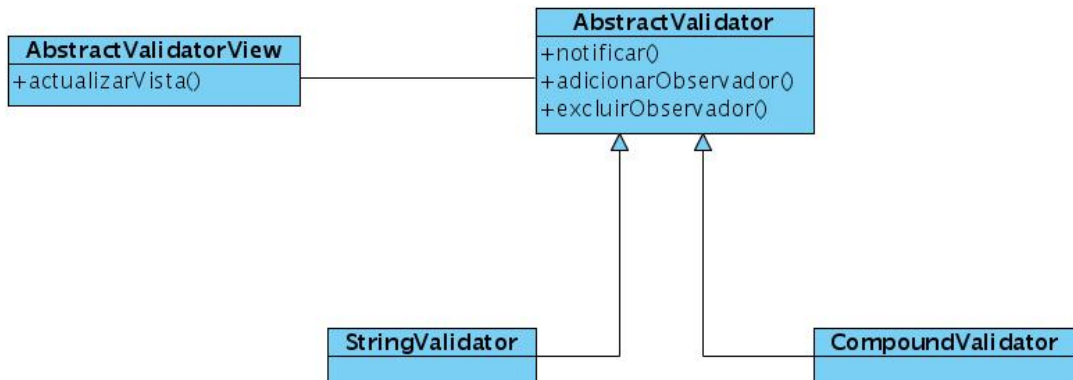 AbstractValidatorView
+actualizarVista()
AbstractValidator
+notificar()
+adicionarObservador()
+excluirObservador()
StringValidator
CompoundValidator